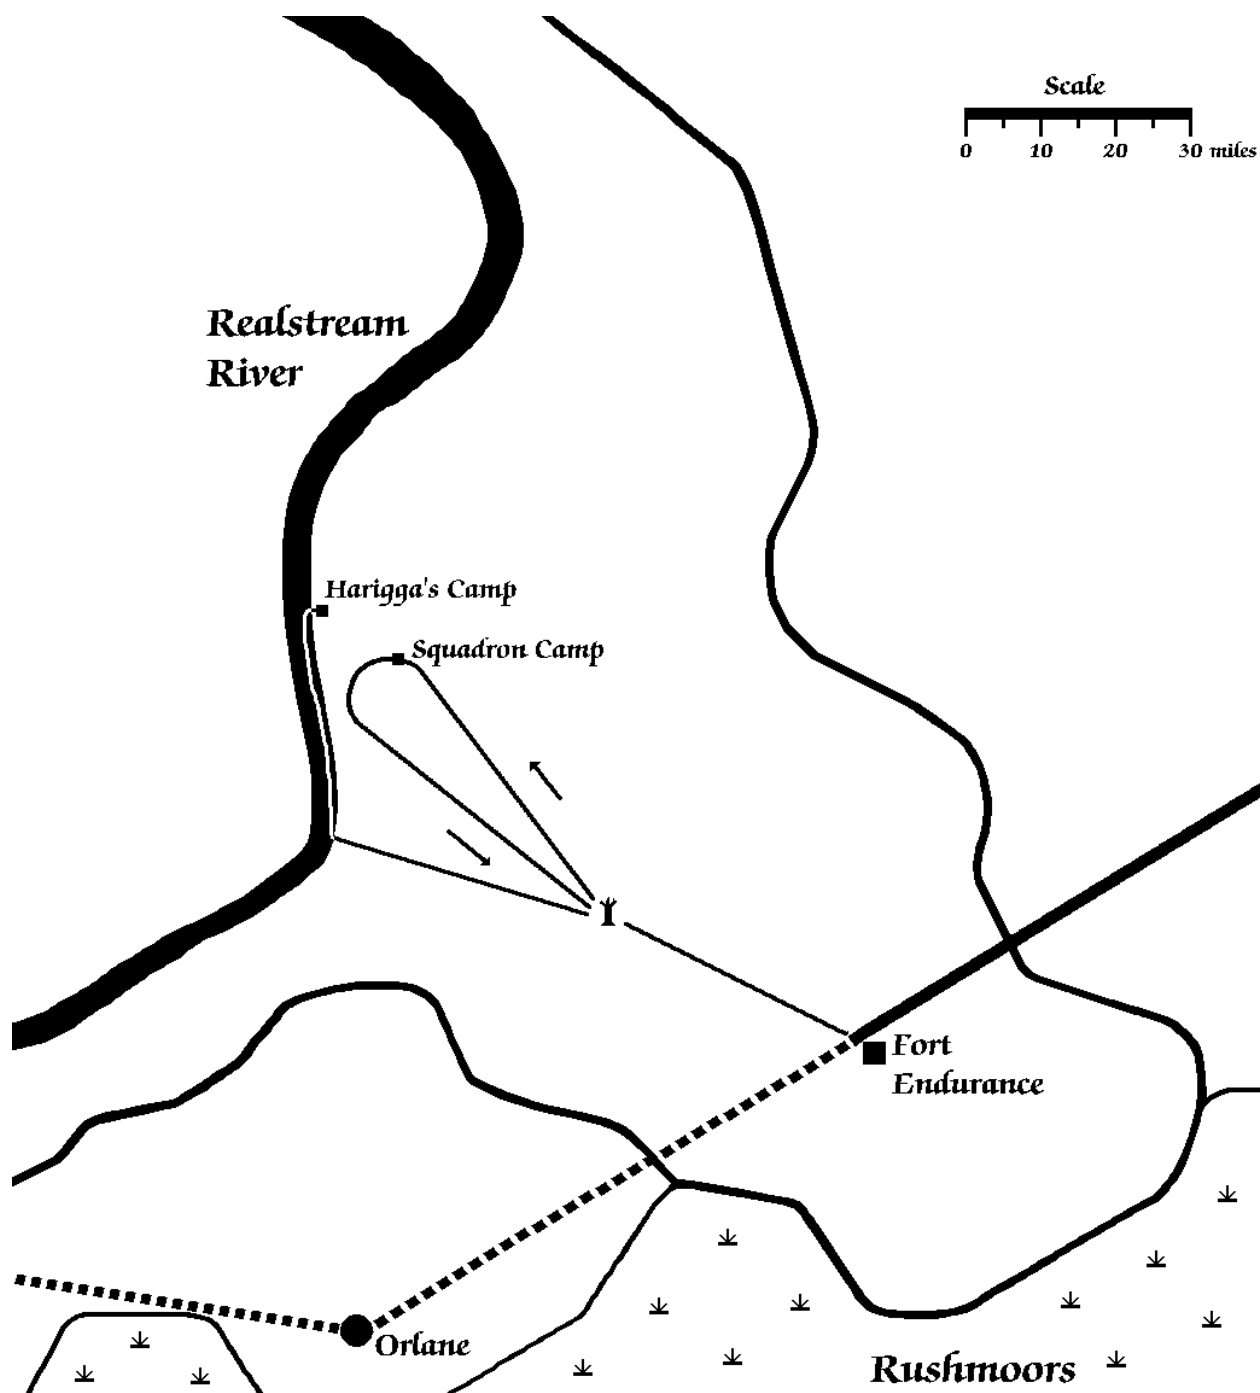 Scale
0 10 20 30 miles
Realstream
River
Harigga's Camp
Squadron Camp
Fort
Endurance
Orlane
Rushmoors